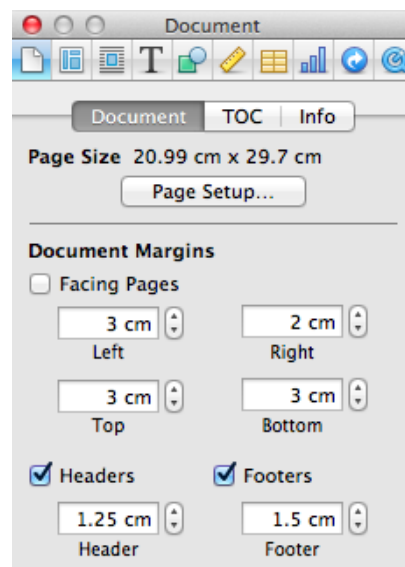 Document
T
Document TOC Info
Page Size 20.99 cm x 29.7 cm
Page Setup...
Document Margins
Facing Pages
3 cm 2 cm
Left Right
3 cm 3 cm
Top Bottom
Headers Footers
1.25 cm 1.5 cm
Header Footer